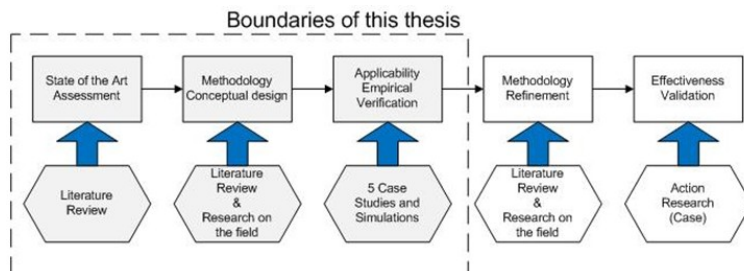 Boundaries of this thesis
State of the Art
Assessment
Methodology
Conceptual design
Applicability
Empirical
Verification
Methodology
Refinement
Effectiveness
Validation
Literature
Review
Literature
Review
&
Research on
the field
5 Case
Studies and
Simulations
Literature
Review
&
Research on
the field
Action
Research
(Case)